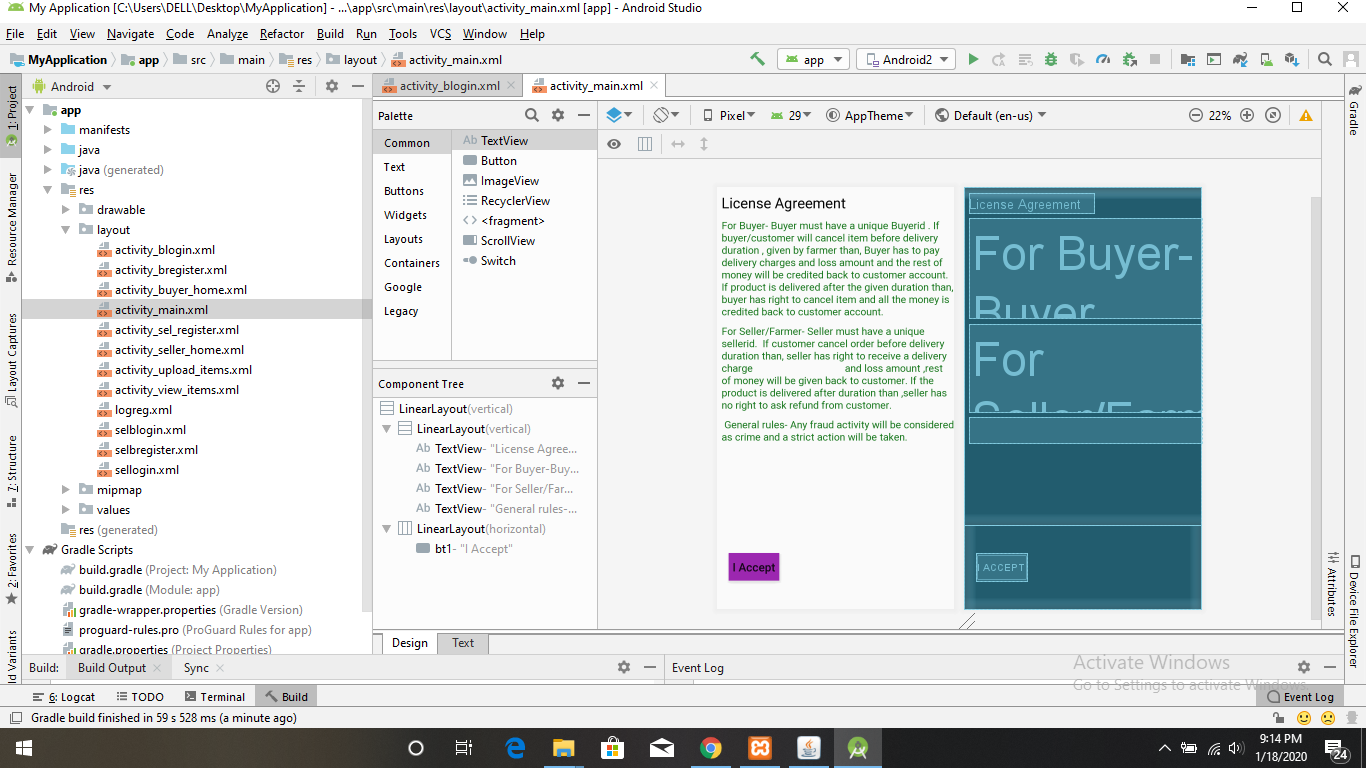 My Application [C:\Users\DELL\Desktop\MyApplication] - ...\app\src\main\res\layout\activity_main.xml [app] - Android Studio
File Edit View Navigate Code Analyze Refactor Build Run Tools VCS Window Help
MyApplication app src main res layout activity_main.xml
app Android2
1: Project
Resource Manager
Layout Captures
7: Structure
2: Favorites
ld Variants
Android
app
manifests
java
java (generated)
res
drawable
layout
activity_blogin.xml
activity_bregister.xml
activity_buyer_home.xml
activity_main.xml
activity_sel_register.xml
activity_seller_home.xml
activity_upload_items.xml
activity_view_items.xml
logreg.xml
selblogin.xml
selbregister.xml
sellogin.xml
mipmap
values
res (generated)
Gradle Scripts
build.gradle (Project: My Application)
build.gradle (Module: app)
gradle-wrapper.properties (Gradle Version)
proguard-rules.pro (ProGuard Rules for app)
gradle.properties (Project Properties)
activity_blogin.xml activity_main.xml
Palette
Common
Text
Buttons
Widgets
Layouts
Containers
Google
Legacy
Ab TextView
Button
ImageView
RecyclerView
<fragment>
ScrollView
Switch
Component Tree
LinearLayout(vertical)
LinearLayout(vertical)
Ab TextView- "License Agree...
Ab TextView- "For Buyer-Buy...
Ab TextView- "For Seller/Far...
Ab TextView- "General rules-...
LinearLayout(horizontal)
bt1- "I Accept"
Pixel 29 AppTheme Default (en-us) 22%
License Agreement
For Buyer- Buyer must have a unique Buyerid . If
buyer/customer will cancel item before delivery
duration , given by farmer than, Buyer has to pay
delivery charges and loss amount and the rest of
money will be credited back to customer account.
If product is delivered after the given duration than,
buyer has right to cancel item and all the money is
credited back to customer account.
For Seller/Farmer- Seller must have a unique
sellerid. If customer cancel order before delivery
duration than, seller has right to receive a delivery
charge and loss amount ,rest
of money will be given back to customer. If the
product is delivered after duration than ,seller has
no right to ask refund from customer.
General rules- Any fraud activity will be considered
as crime and a strict action will be taken.
I Accept
License Agreement
For Buyer-
Buyer
For
Seller/Farm
I ACCEPT
Gradle
Attributes
Device File Explorer
Design Text
Build: Build Output Sync
Event Log
Activate Windows
Go to Settings to activate Windows.
6: Logcat TODO Terminal Build Event Log
Gradle build finished in 59 s 528 ms (a minute ago)
9:14 PM
1/18/2020
24